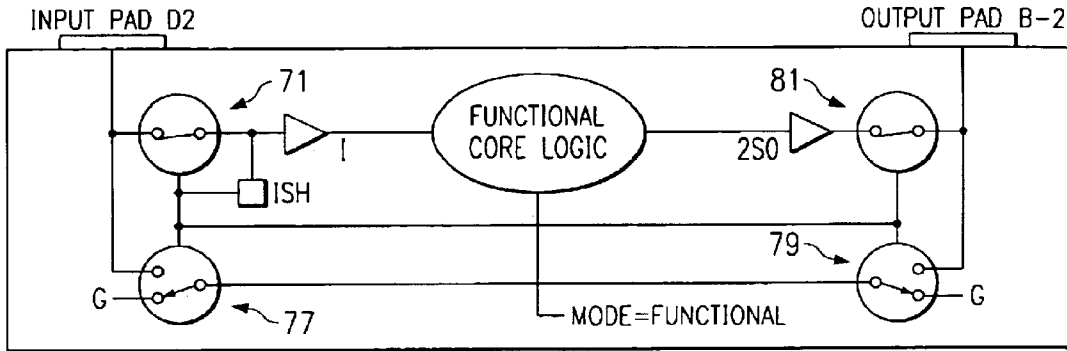 INPUT PAD D2
OUTPUT PAD B-2
71
81
FUNCTIONAL
CORE LOGIC
I
2SO
ISH
79
G
G
77
MODE=FUNCTIONAL